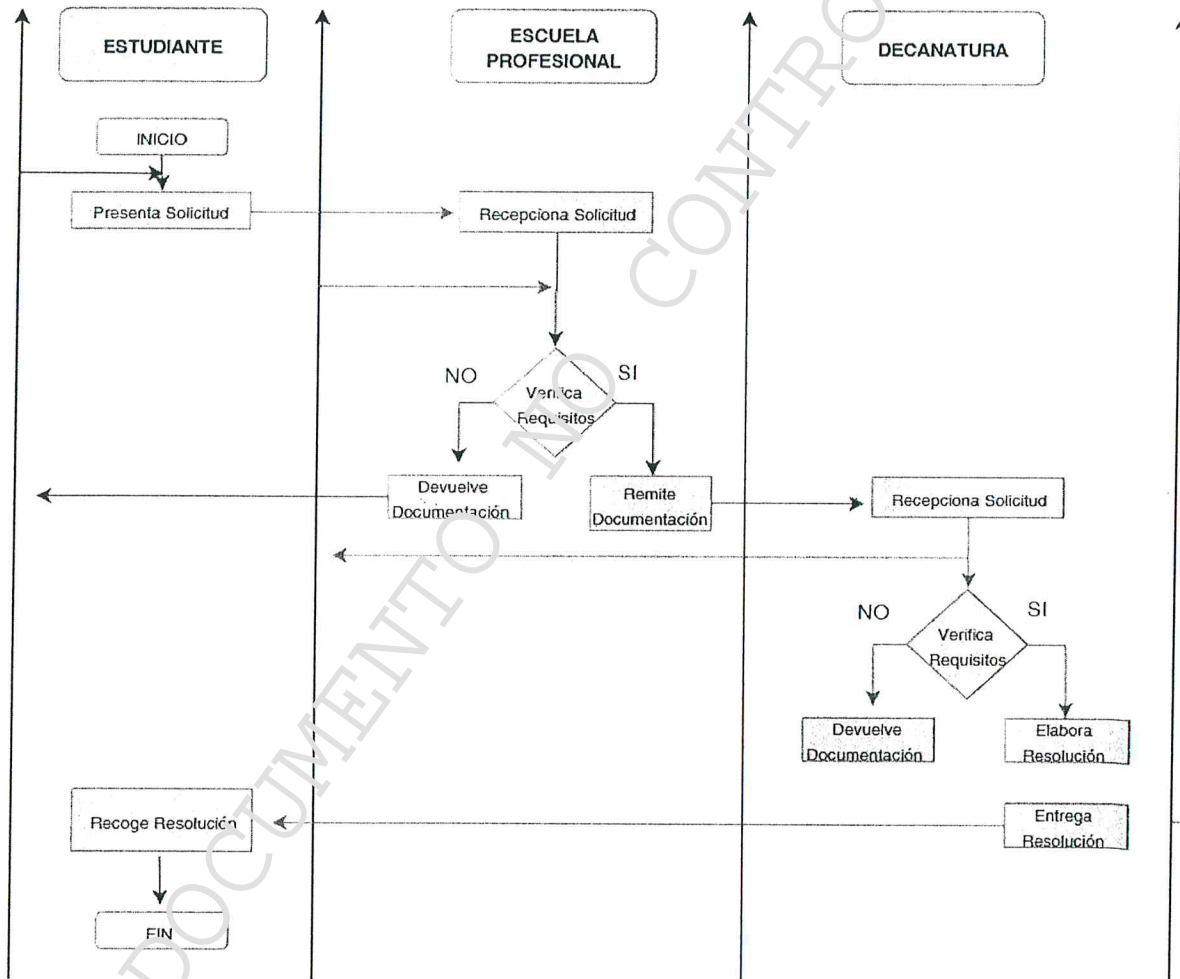 ESTUDIANTE
ESCUELA
PROFESIONAL
DECANATURA
INICIO
Presenta Solicitud
Recepciona Solicitud
NO
SI
Verifica
Requisitos
Devuelve
Documentación
Remite
Documentación
Recepciona Solicitud
NO
SI
Verifica
Requisitos
Devuelve
Documentación
Elabora
Resolución
Recoge Resolución
Entrega
Resolución
FIN
DOCUMENTO NO CONTRO